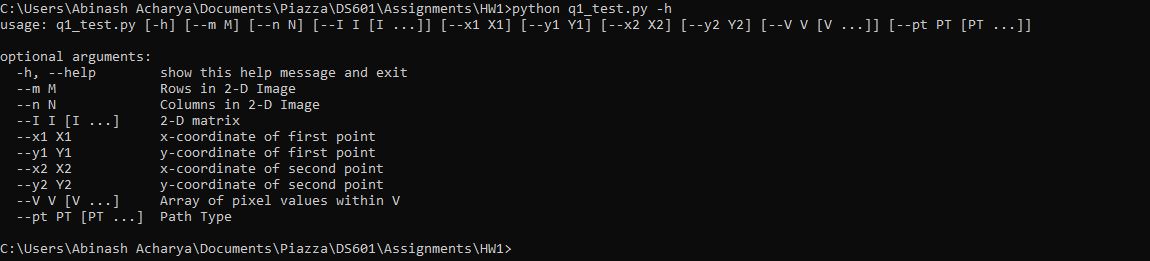 C:\Users\Abinash Acharya\Documents\Piazza\DS601\Assignments\HW1>python q1_test.py -h
usage: q1_test.py [-h] [--m M] [--n N] [--I I [I ...]] [--x1 X1] [--y1 Y1] [--x2 X2] [--y2 Y2] [--V V [V ...]] [--pt PT [PT ...]]
optional arguments:
-h, --help show this help message and exit
--m M Rows in 2-D Image
--n N Columns in 2-D Image
--I I [I ...] 2-D matrix
--x1 X1 x-coordinate of first point
--y1 Y1 y-coordinate of first point
--x2 X2 x-coordinate of second point
--y2 Y2 y-coordinate of second point
--V V [V ...] Array of pixel values within V
--pt PT [PT ...] Path Type
C:\Users\Abinash Acharya\Documents\Piazza\DS601\Assignments\HW1>